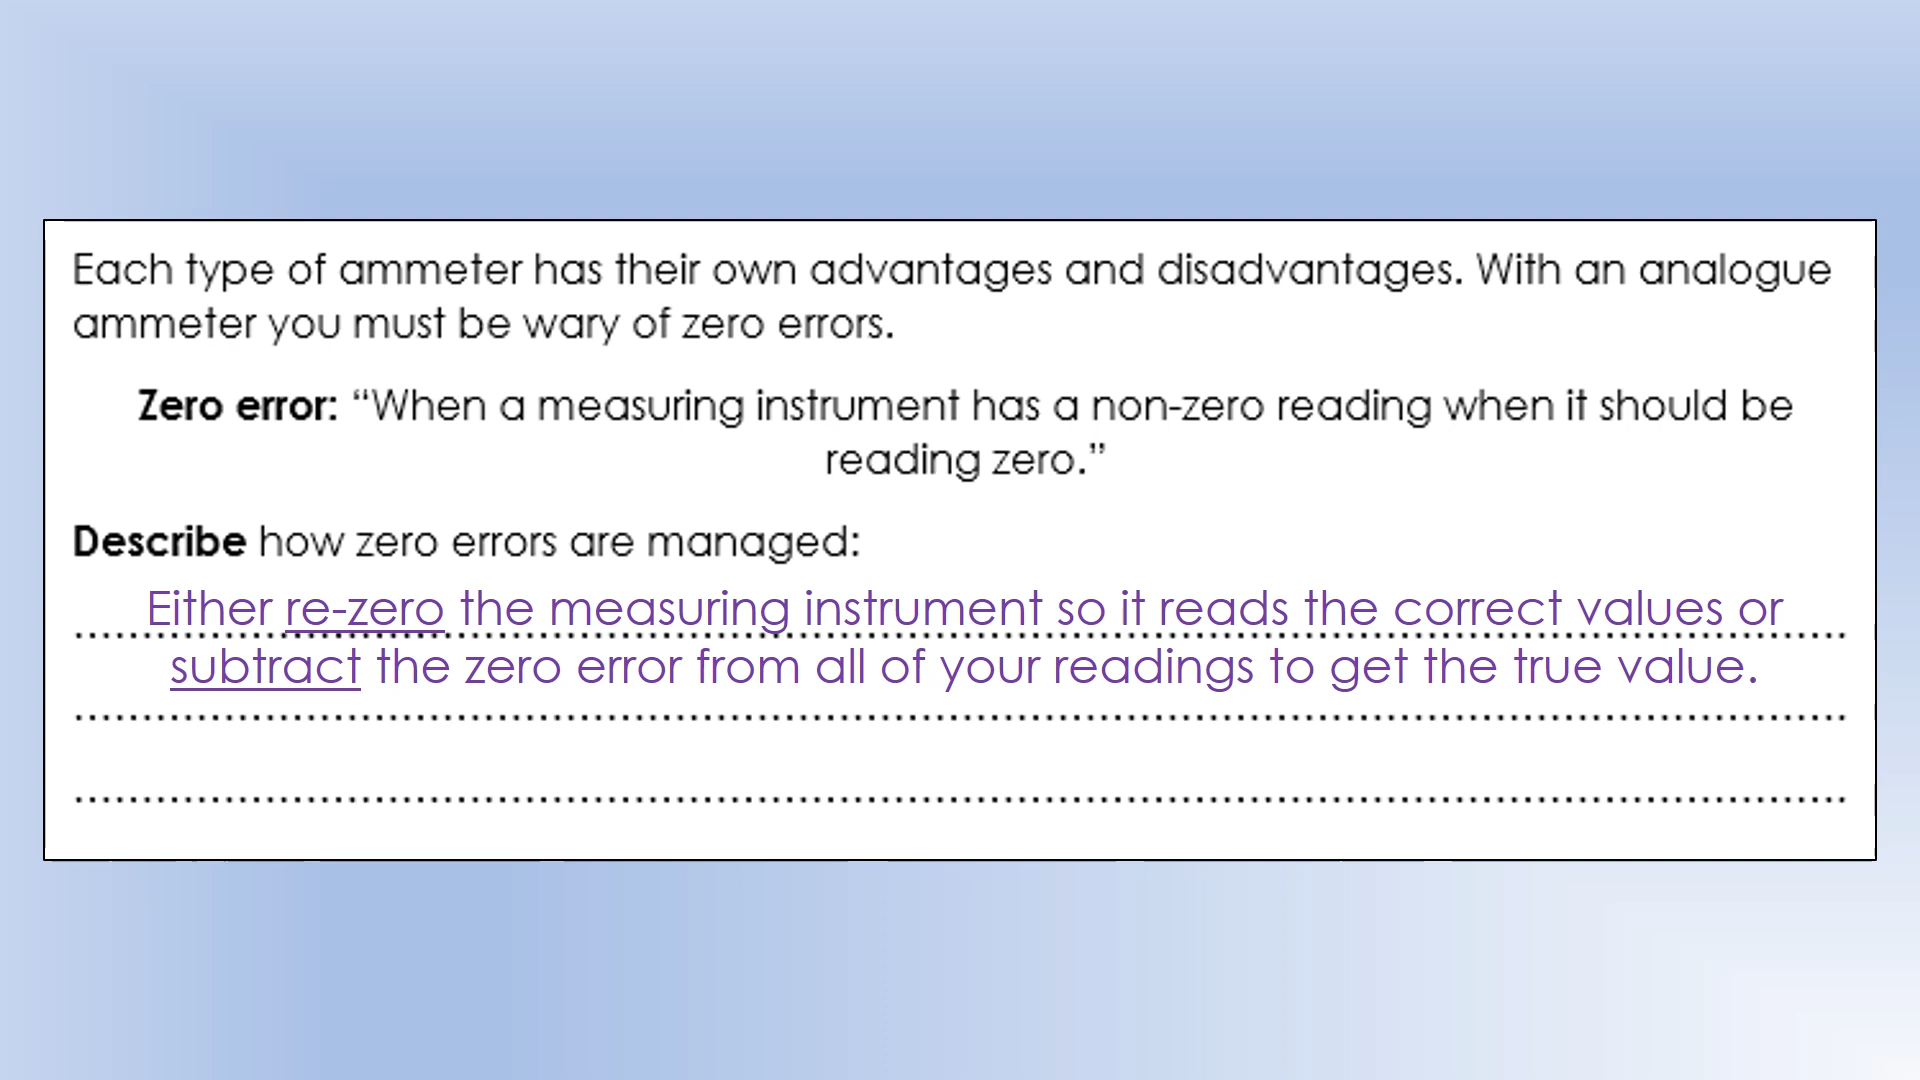 Each type of ammeter has their own advantages and disadvantages. With an analogue
ammeter you must be wary of zero errors.
Zero error: “When a measuring instrument has a non-zero reading when it should be
reading zero.”
Describe how zero errors are managed:
Either re-zero the measuring instrument so it reads the correct values or
subtract the zero error from all of your readings to get the true value.